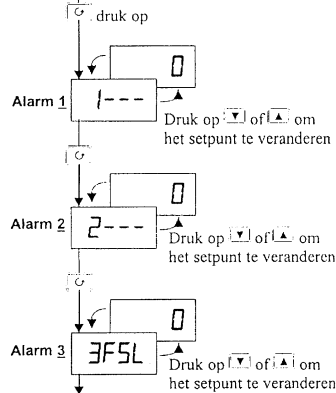 druk op
0
Alarm 1
1---
Druk op ▼ of ▲ om
het setpunt te veranderen
0
Alarm 2
2---
Druk op ▼ of ▲ om
het setpunt te veranderen
0
Alarm 3
3FSL
Druk op ▼ of ▲ om
het setpunt te veranderen